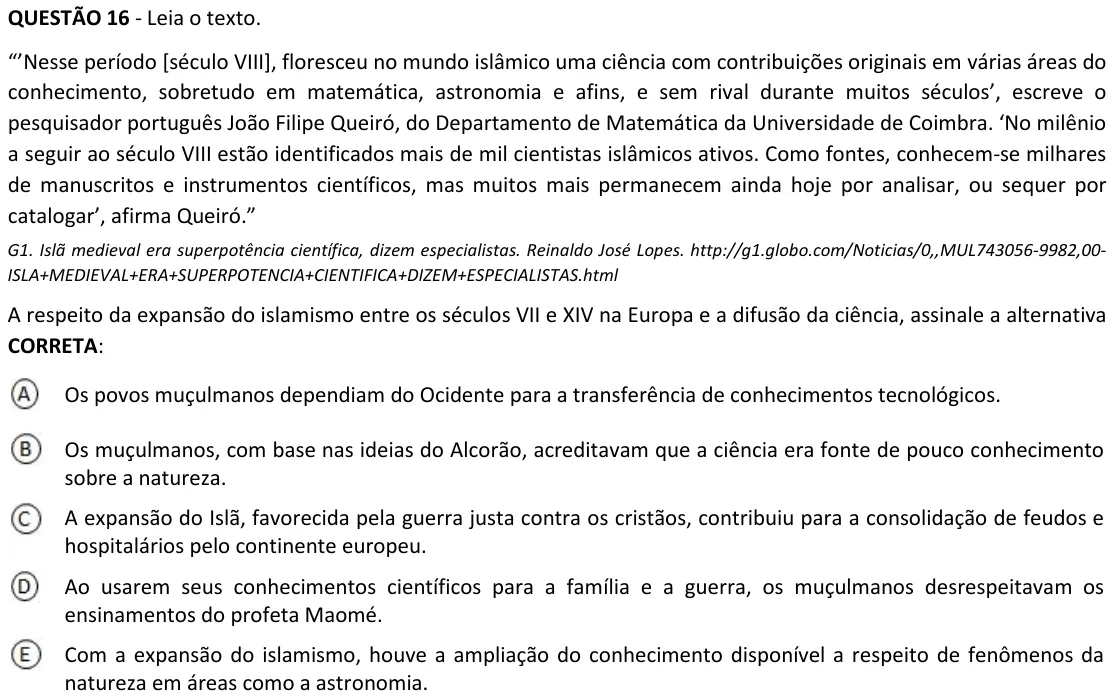 QUESTÃO 16 - Leia o texto.
“‘Nesse período [século VIII], floresceu no mundo islâmico uma ciência com contribuições originais em várias áreas do
conhecimento, sobretudo em matemática, astronomia e afins, e sem rival durante muitos séculos’, escreve o
pesquisador português João Filipe Queiró, do Departamento de Matemática da Universidade de Coimbra. ‘No milênio
a seguir ao século VIII estão identificados mais de mil cientistas islâmicos ativos. Como fontes, conhecem-se milhares
de manuscritos e instrumentos científicos, mas muitos mais permanecem ainda hoje por analisar, ou sequer por
catalogar’, afirma Queiró.”
G1. Islã medieval era superpotência científica, dizem especialistas. Reinaldo José Lopes. http://g1.globo.com/Noticias/0,,MUL743056-9982,00-
ISLA+MEDIEVAL+ERA+SUPERPOTENCIA+CIENTIFICA+DIZEM+ESPECIALISTAS.html
A respeito da expansão do islamismo entre os séculos VII e XIV na Europa e a difusão da ciência, assinale a alternativa
CORRETA:
A Os povos muçulmanos dependiam do Ocidente para a transferência de conhecimentos tecnológicos.
B Os muçulmanos, com base nas ideias do Alcorão, acreditavam que a ciência era fonte de pouco conhecimento
sobre a natureza.
C A expansão do Islã, favorecida pela guerra justa contra os cristãos, contribuiu para a consolidação de feudos e
hospitalários pelo continente europeu.
D Ao usarem seus conhecimentos científicos para a família e a guerra, os muçulmanos desrespeitavam os
ensinamentos do profeta Maomé.
E Com a expansão do islamismo, houve a ampliação do conhecimento disponível a respeito de fenômenos da
natureza em áreas como a astronomia.